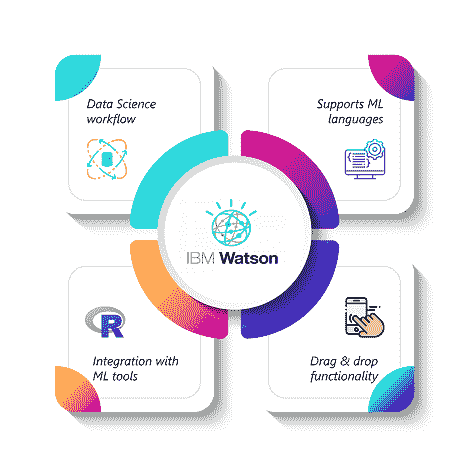 Data Science
workflow
Supports ML
languages
IBM Watson
R
Integration with
ML tools
Drag & drop
functionality